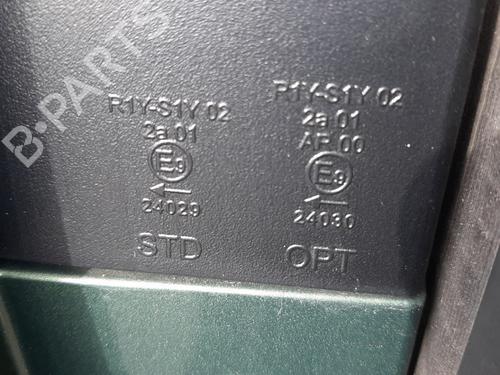 B-PARTS
R1Y-S1Y 02
2a 01
E9
24029
STD
R1Y-S1Y 02
2a 01
AR 00
E9
24030
OPT